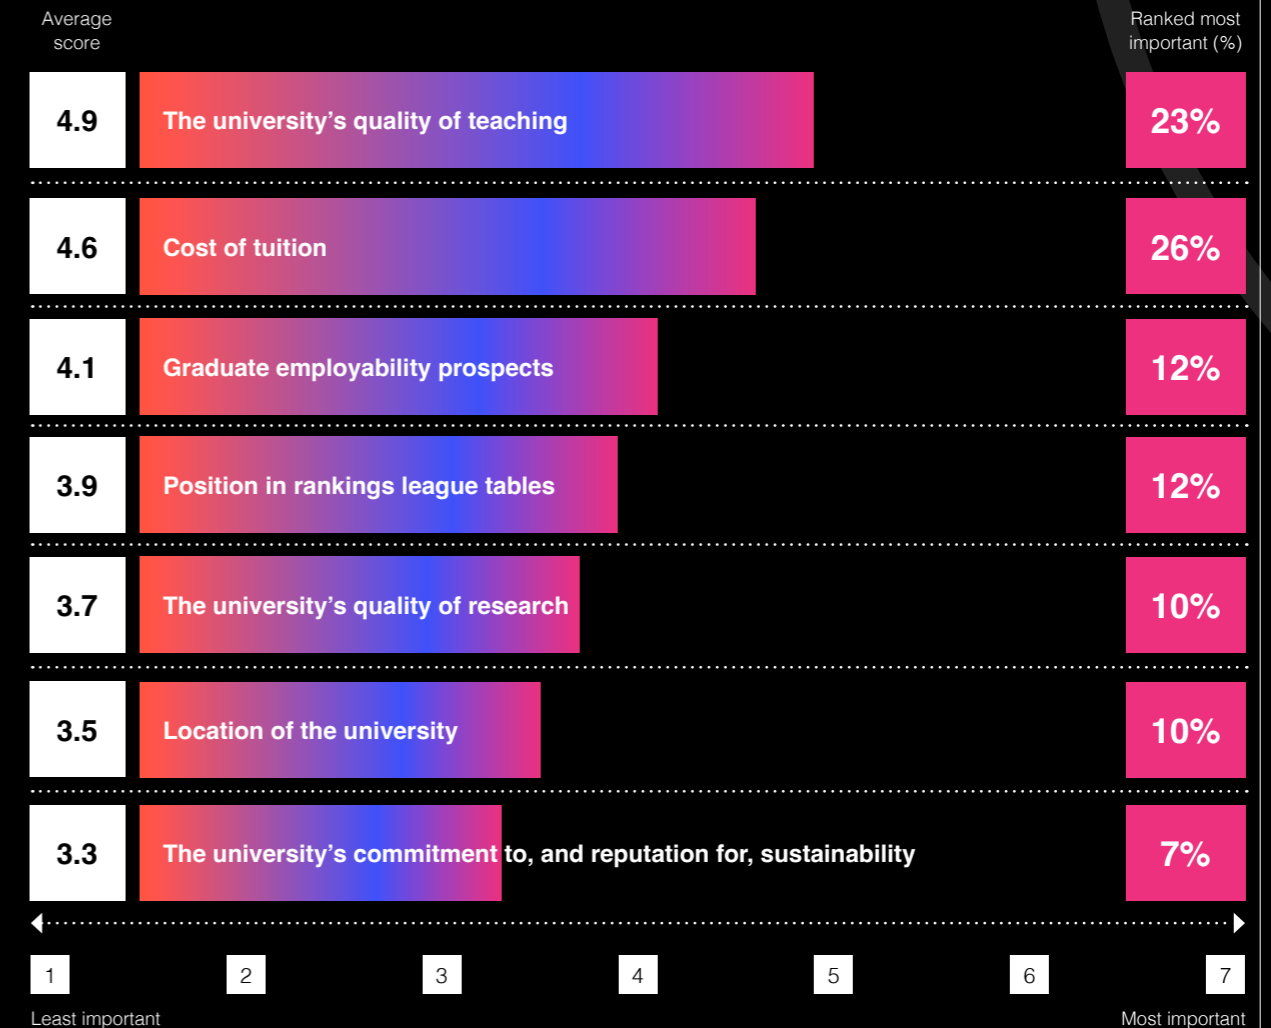 Average
score
Ranked most
important (%)
4.9
The university’s quality of teaching
23%
4.6
Cost of tuition
26%
4.1
Graduate employability prospects
12%
3.9
Position in rankings league tables
12%
3.7
The university’s quality of research
10%
3.5
Location of the university
10%
3.3
The university’s commitment to, and reputation for, sustainability
7%
1 2 3 4 5 6 7
Least important
Most important